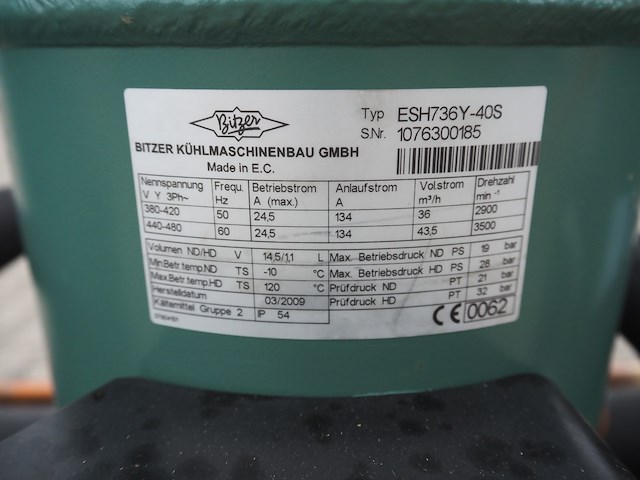 Bitzer
Typ ESH736Y-40S
S.Nr. 1076300185
BITZER KÜHLMASCHINENBAU GMBH
Made in E.C.
Nennspannung Frequ. Betriebstrom Anlaufstrom Volstrom Drehzahl
V Y 3Ph~ Hz A (max.) A m³/h min⁻¹
380-420 50 24,5 134 36 2900
440-480 60 24,5 134 43,5 3500
Volumen ND/HD V 14,5/1,1 L Max. Betriebsdruck ND PS 19 bar
Min.Betr.temp.ND TS -10 °C Max. Betriebsdruck HD PS 28 bar
Max.Betr.temp.HD TS 120 °C Prüfdruck ND PT 21 bar
Herstelldatum 03/2009 Prüfdruck HD PT 32 bar
Kältemittel Gruppe 2 IP 54 CE 0062